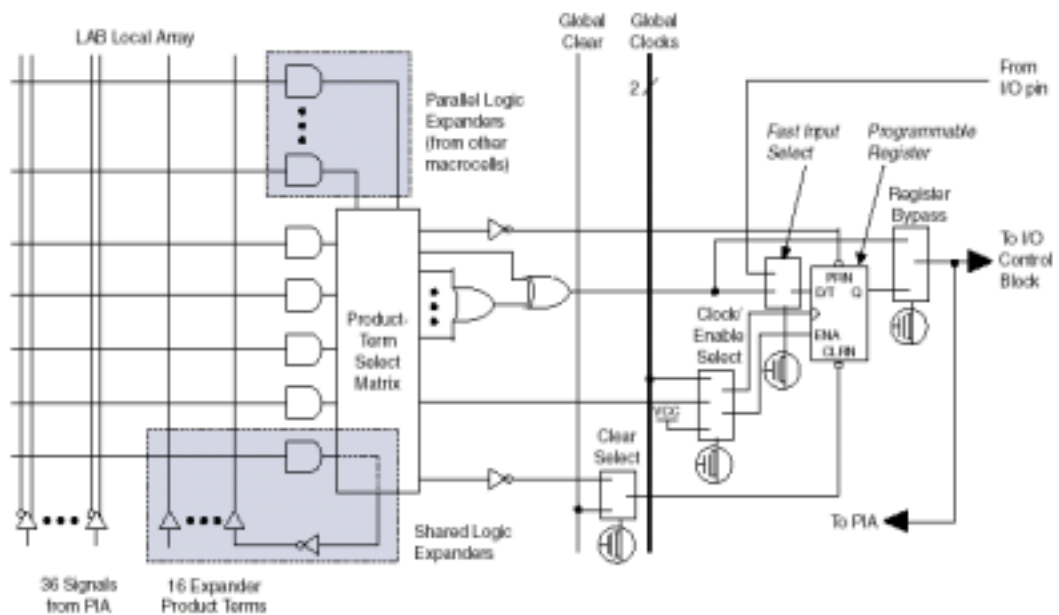 LAB Local Array
Global
Clear
Global
Clocks
2
From
I/O pin
Parallel Logic
Expanders
(from other
macrocells)
Fast Input
Select
Programmable
Register
Register
Bypass
To I/O
Control
Block
Product-
Term
Select
Matrix
PRN
D/T Q
ENA
CLRN
Clock/
Enable
Select
VCC
Clear
Select
To PIA
Shared Logic
Expanders
36 Signals
from PIA
16 Expander
Product Terms